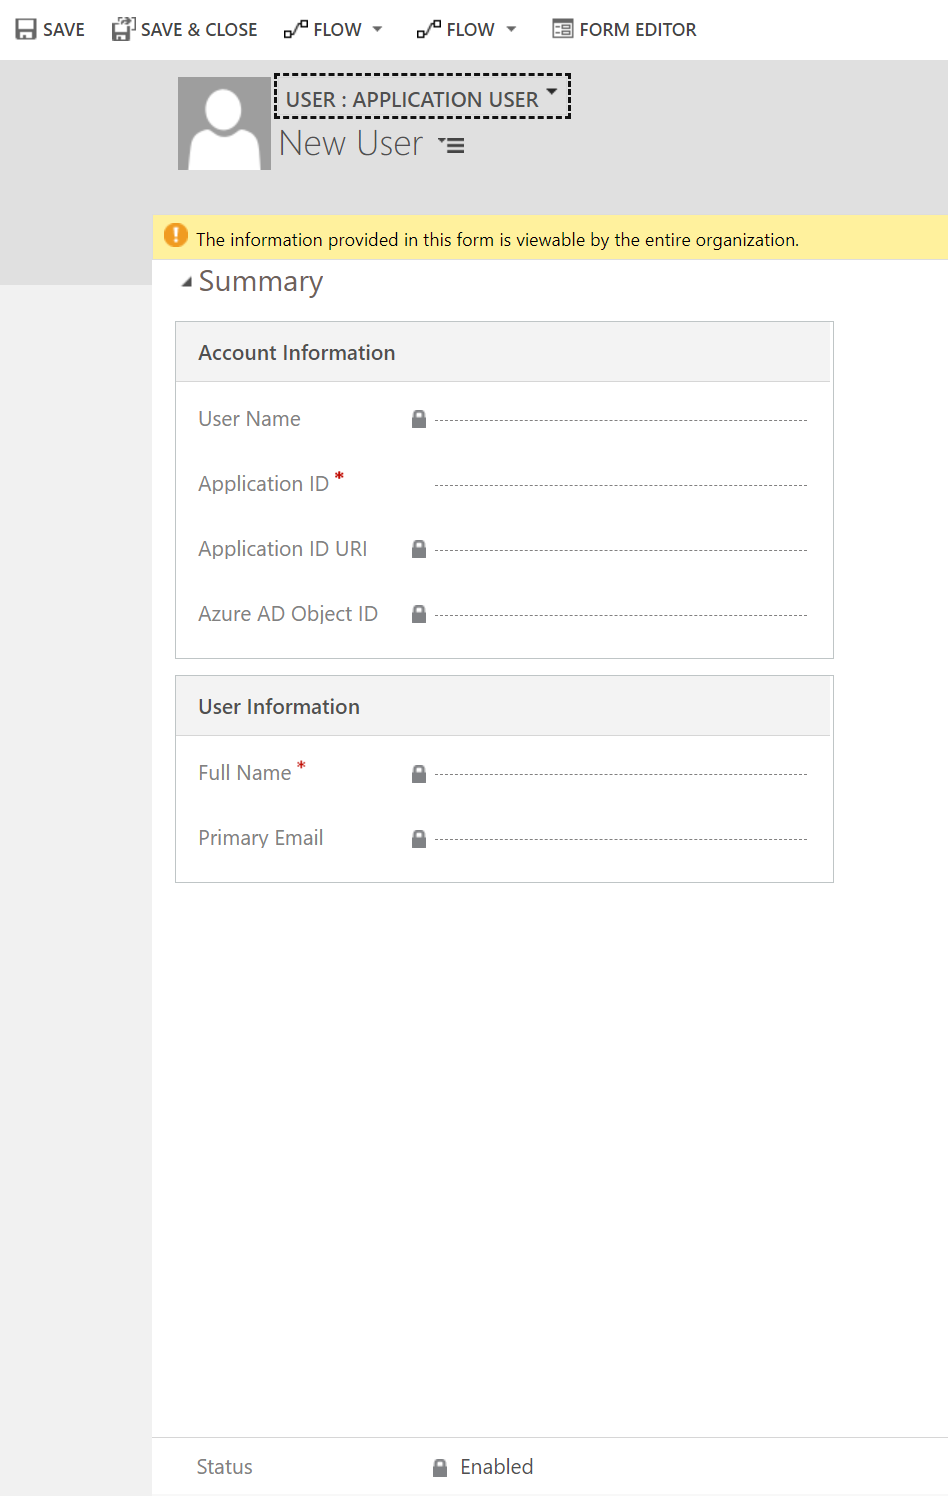 SAVE SAVE & CLOSE FLOW FLOW FORM EDITOR
USER : APPLICATION USER
New User
The information provided in this form is viewable by the entire organization.
Summary
Account Information
User Name
Application ID *
Application ID URI
Azure AD Object ID
User Information
Full Name *
Primary Email
Status Enabled